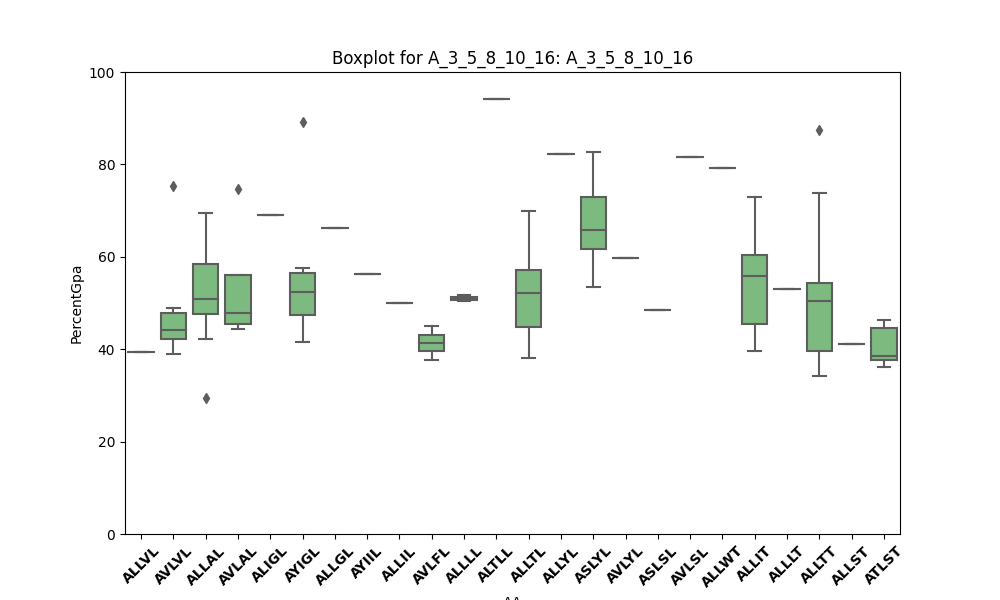 Boxplot for A_3_5_8_10_16: A_3_5_8_10_16
100
80
60
40
20
0
PercentGpa
ALLVL AVLVL ALLAL AVLAL ALIGL AYIGL ALLGL AYIIL ALLIL AVLFL ALLLL ALTLL ALLTL ALLYL ASLYL AVLYL ASLSL AVLSL ALLWT ALLIT ALLLT ALLTT ALLST ATLST